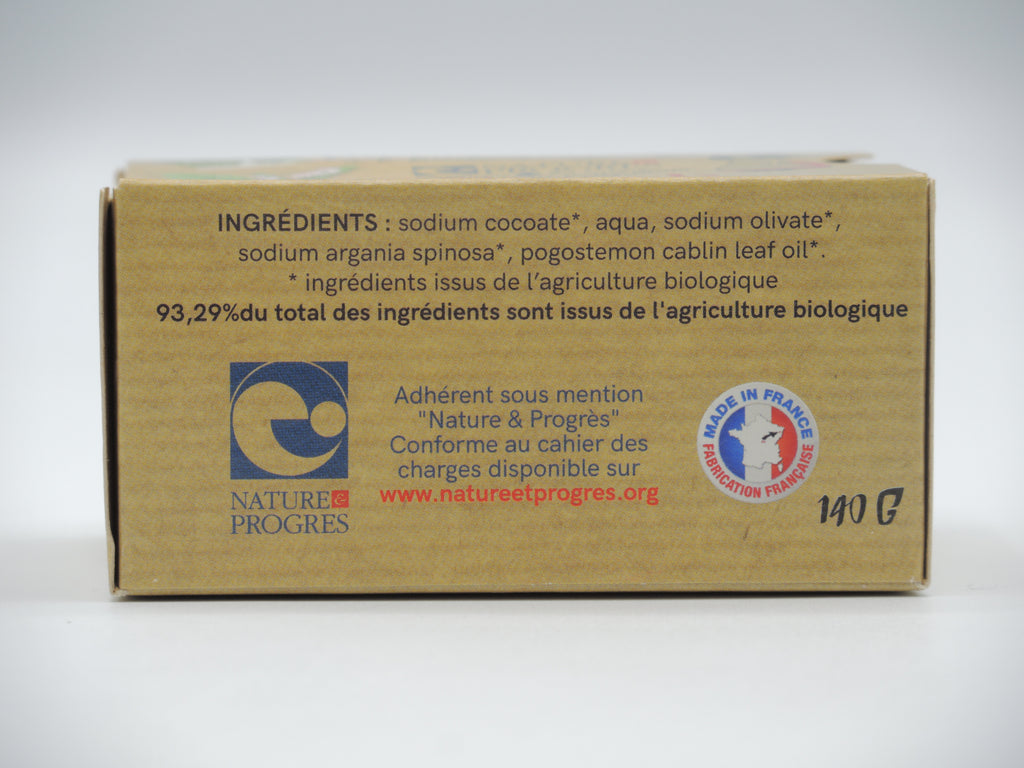 INGRÉDIENTS : sodium cocoate*, aqua, sodium olivate*,
sodium argania spinosa*, pogostemon cablin leaf oil*.
* ingrédients issus de l'agriculture biologique
93,29%du total des ingrédients sont issus de l'agriculture biologique
Adhérent sous mention
"Nature & Progrès"
Conforme au cahier des
charges disponible sur
www.natureetprogres.org
NATURE e
PROGRES
MADE IN FRANCE
FABRICATION FRANÇAISE
140 G